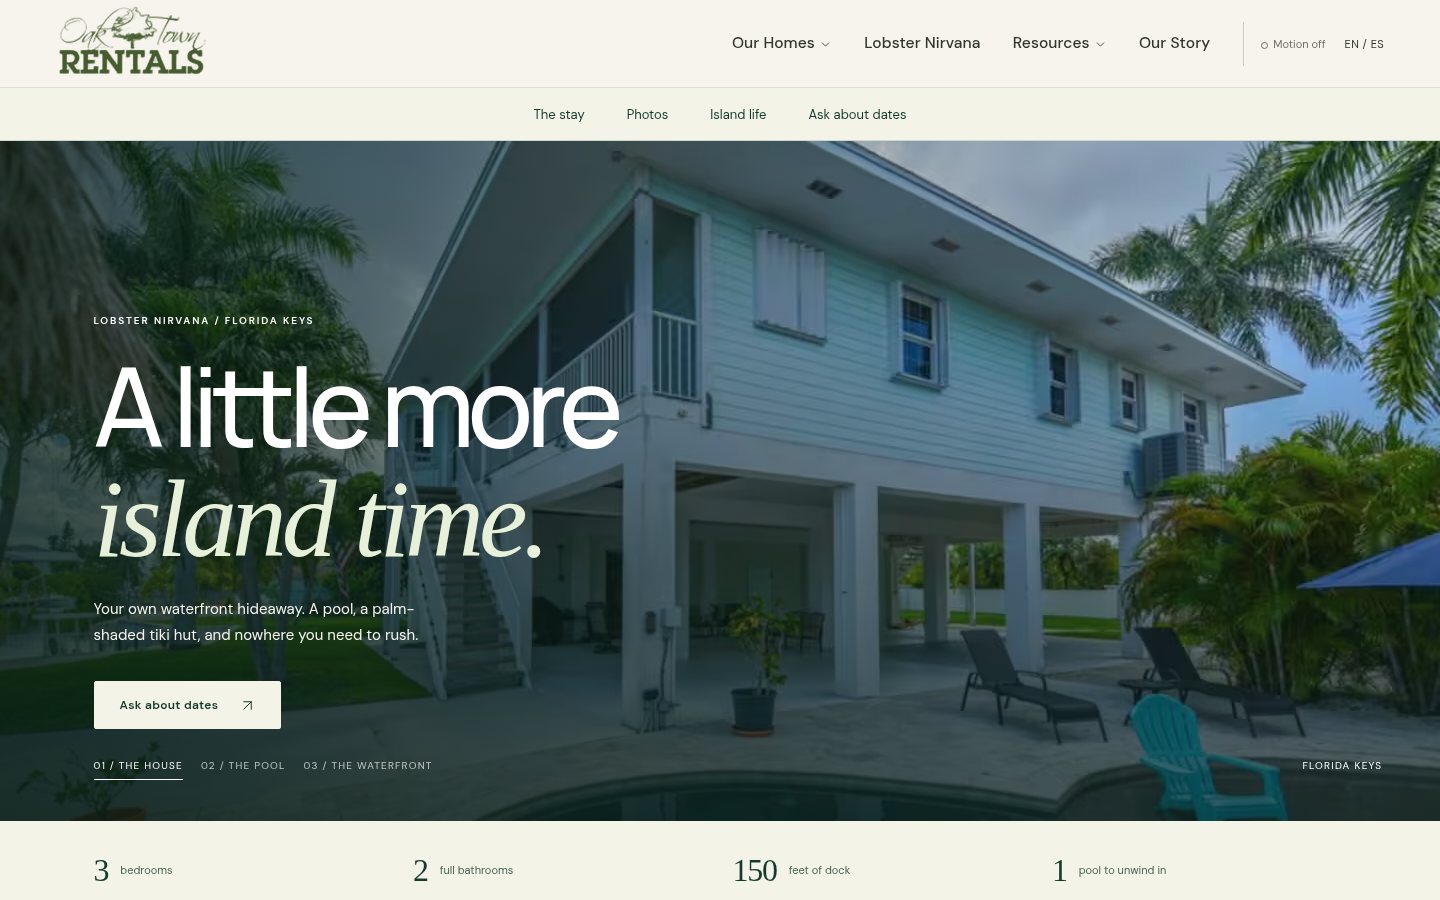 Oak Town
RENTALS
Our Homes
Lobster Nirvana
Resources
Our Story
Motion off
EN / ES
The stay
Photos
Island life
Ask about dates
LOBSTER NIRVANA / FLORIDA KEYS
A little more
island time.
Your own waterfront hideaway. A pool, a palm-
shaded tiki hut, and nowhere you need to rush.
Ask about dates
01 / THE HOUSE
02 / THE POOL
03 / THE WATERFRONT
FLORIDA KEYS
3 bedrooms
2 full bathrooms
150 feet of dock
1 pool to unwind in